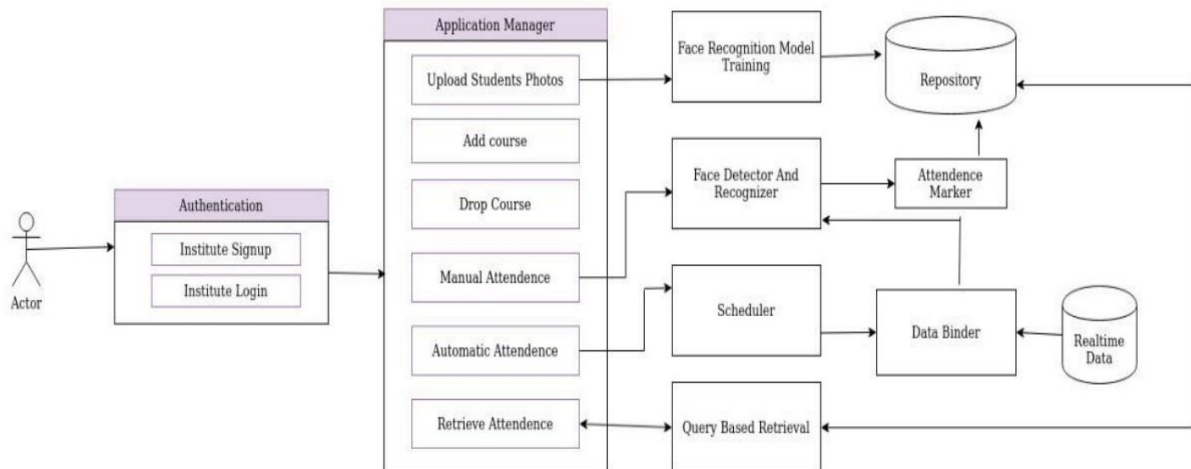 Application Manager
Upload Students Photos
Add course
Drop Course
Manual Attendence
Automatic Attendence
Retrieve Attendence
Authentication
Institute Signup
Institute Login
Actor
Face Recognition Model
Training
Repository
Face Detector And
Recognizer
Attendence
Marker
Scheduler
Data Binder
Realtime
Data
Query Based Retrieval